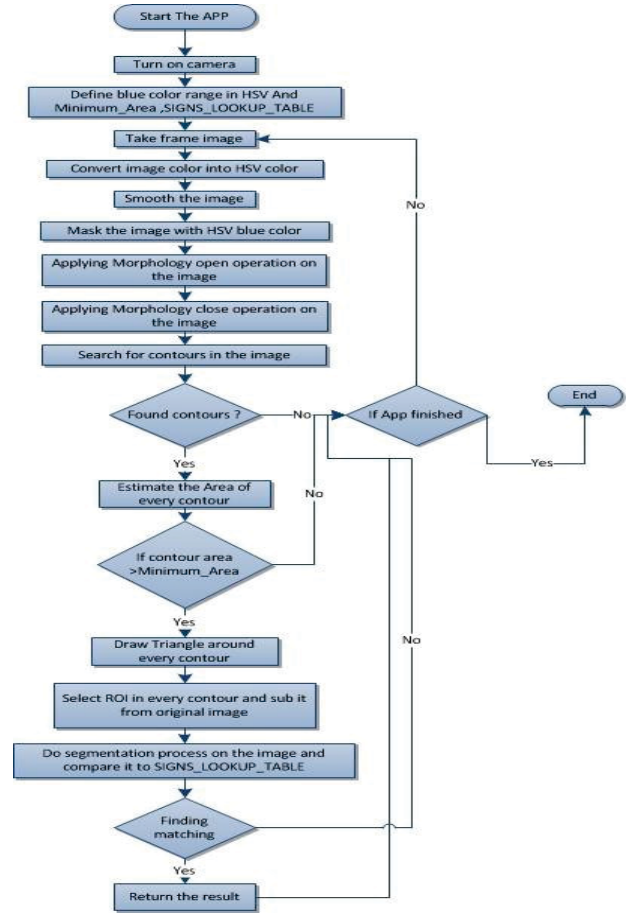 Start The APP
Turn on camera
Define blue color range in HSV And
Minimum_Area ,SIGNS_LOOKUP_TABLE
Take frame image
Convert image color into HSV color
No
Smooth the image
Mask the image with HSV blue color
Applying Morphology open operation on
the image
Applying Morphology close operation on
the image
Search for contours in the image
Found contours ?
No
If App finished
End
Yes
Yes
Estimate the Area of
every contour
No
If contour area
>Minimum_Area
Yes
No
Draw Triangle around
every contour
Select ROI in every contour and sub it
from original image
Do segmentation process on the image and
compare it to SIGNS_LOOKUP_TABLE
Finding
matching
Yes
Return the result